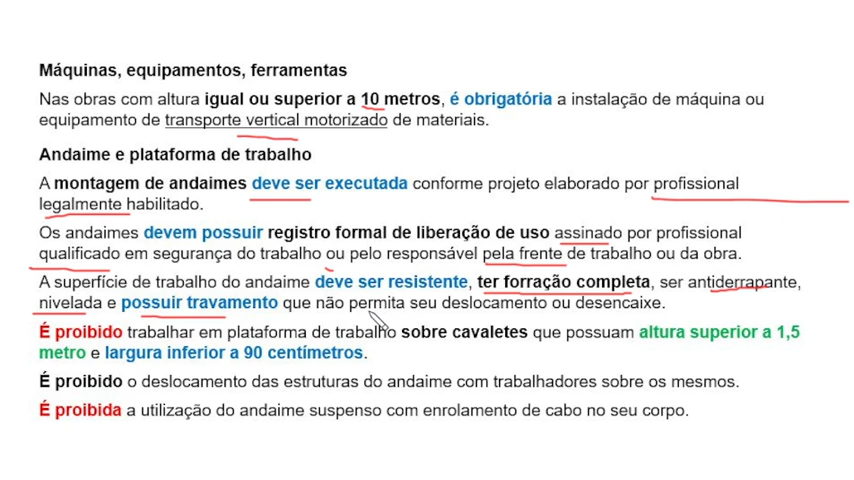 Máquinas, equipamentos, ferramentas
Nas obras com altura igual ou superior a 10 metros, é obrigatória a instalação de máquina ou
equipamento de transporte vertical motorizado de materiais.
Andaime e plataforma de trabalho
A montagem de andaimes deve ser executada conforme projeto elaborado por profissional
legalmente habilitado.
Os andaimes devem possuir registro formal de liberação de uso assinado por profissional
qualificado em segurança do trabalho ou pelo responsável pela frente de trabalho ou da obra.
A superfície de trabalho do andaime deve ser resistente, ter forração completa, ser antiderrapante,
nivelada e possuir travamento que não permita seu deslocamento ou desencaixe.
É proibido trabalhar em plataforma de trabalho sobre cavaletes que possuam altura superior a 1,5
metro e largura inferior a 90 centímetros.
É proibido o deslocamento das estruturas do andaime com trabalhadores sobre os mesmos.
É proibida a utilização do andaime suspenso com enrolamento de cabo no seu corpo.